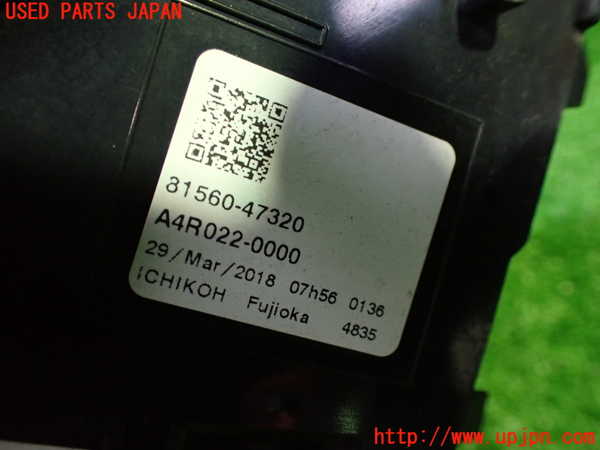 USED PARTS JAPAN
81560-47320
A4R022-0000
29/Mar/2018 07h56 0136
ICHIKOH Fujioka 4835
http://www.upjpn.com